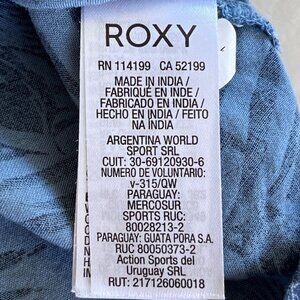 ROXY
RN 114199 CA 52199
MADE IN INDIA /
FABRIQUÉ EN INDE /
FABRICADO EN INDIA /
HECHO EN INDIA / FEITO
NA ÍNDIA
ARGENTINA WORLD
SPORT SRL
CUIT: 30-69120930-6
NUMERO DE VOLUNTARIO:
v-315/QW
PARAGUAY:
MERCOSUR
SPORTS RUC:
80028213-2
PARAGUAY: GUATA PORA S.A.
RUC 80050373-2
Action Sports del
Uruguay SRL
RUT: 217126060018